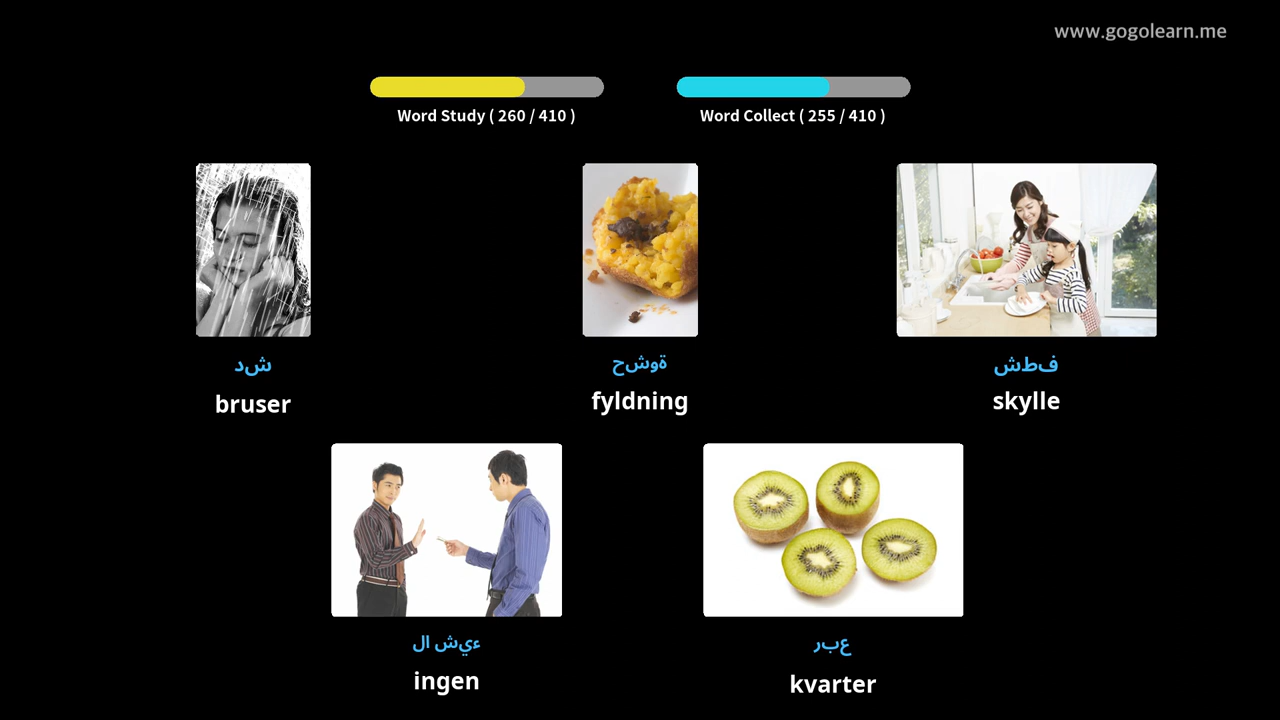 www.gogolearn.me
Word Study ( 260 / 410 )
Word Collect ( 255 / 410 )
شد
bruser
ةوشح
fyldning
فطش
skylle
ءيش ال
ingen
عبر
kvarter